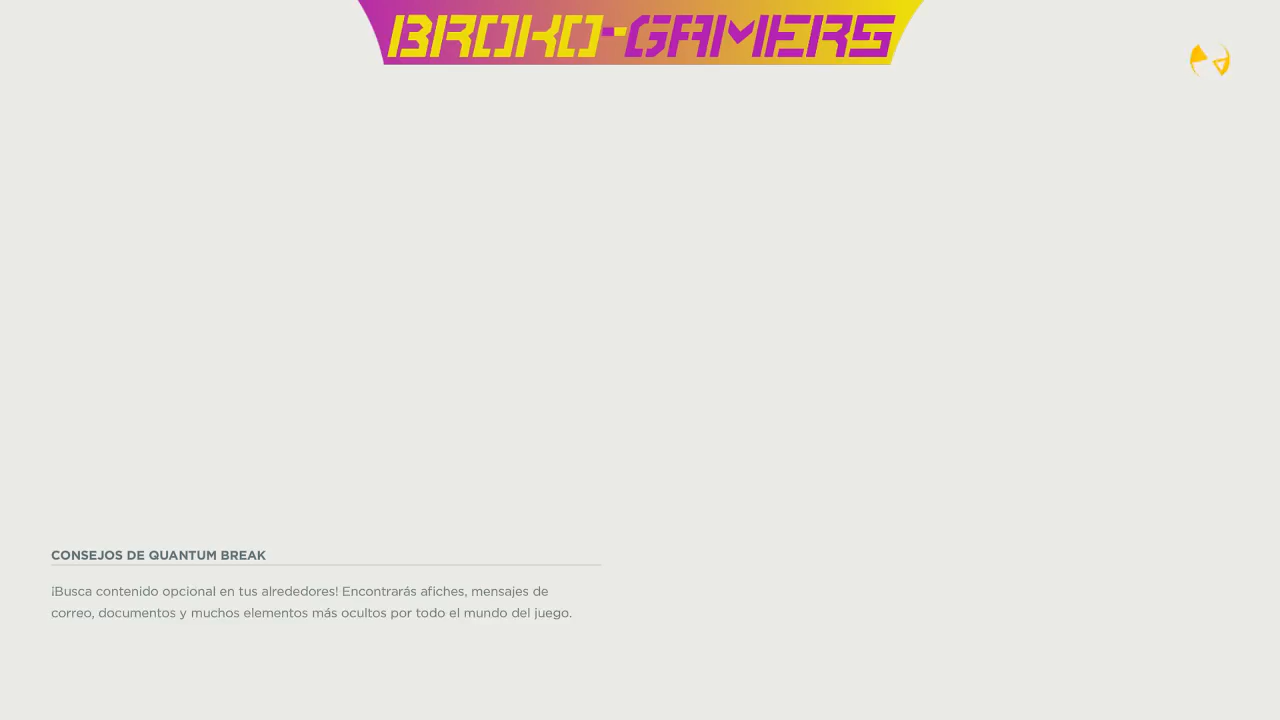 BROKO-GAMERS
CONSEJOS DE QUANTUM BREAK
¡Busca contenido opcional en tus alrededores! Encontrarás afiches, mensajes de
correo, documentos y muchos elementos más ocultos por todo el mundo del juego.